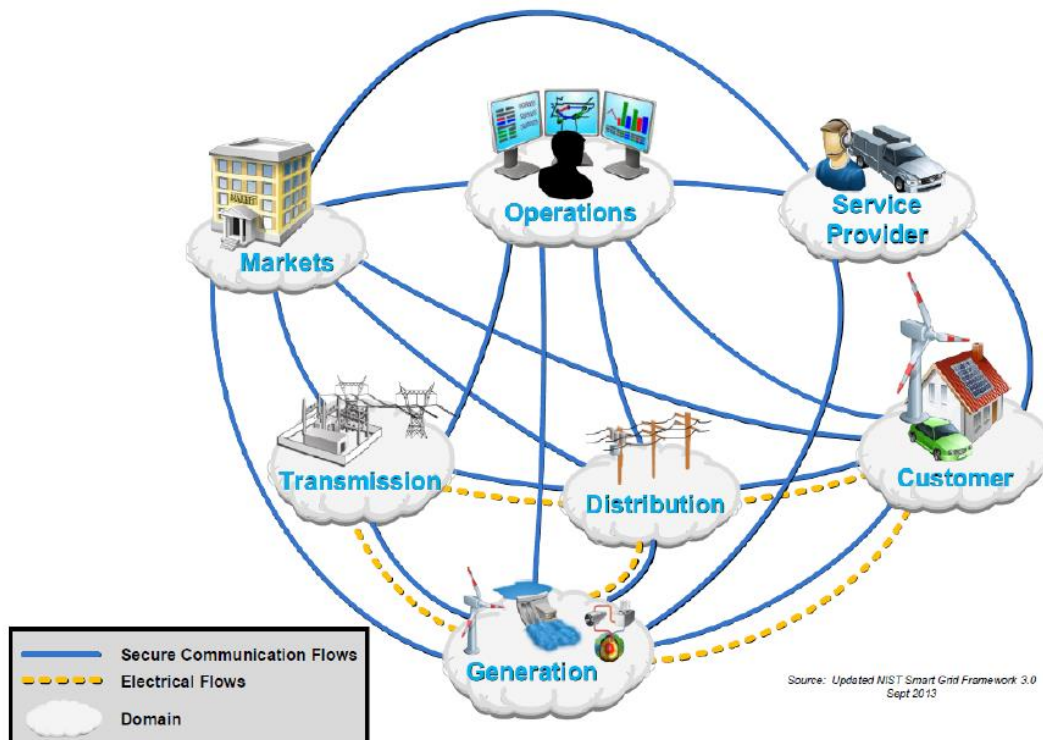 Operations
Service
Provider
MARKET
Markets
Transmission
Distribution
Customer
Generation
Secure Communication Flows
Electrical Flows
Domain
Source: Updated NIST Smart Grid Framework 3.0
Sept 2013